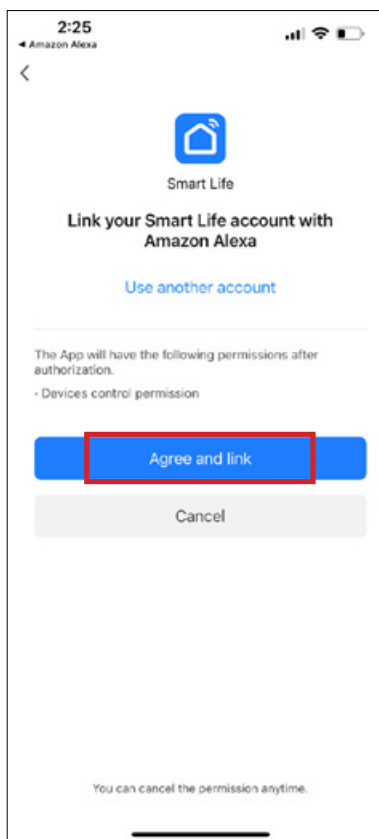 2:25
◀ Amazon Alexa
Smart Life
Link your Smart Life account with
Amazon Alexa
Use another account
The App will have the following permissions after
authorization.
· Devices control permission
Agree and link
Cancel
You can cancel the permission anytime.